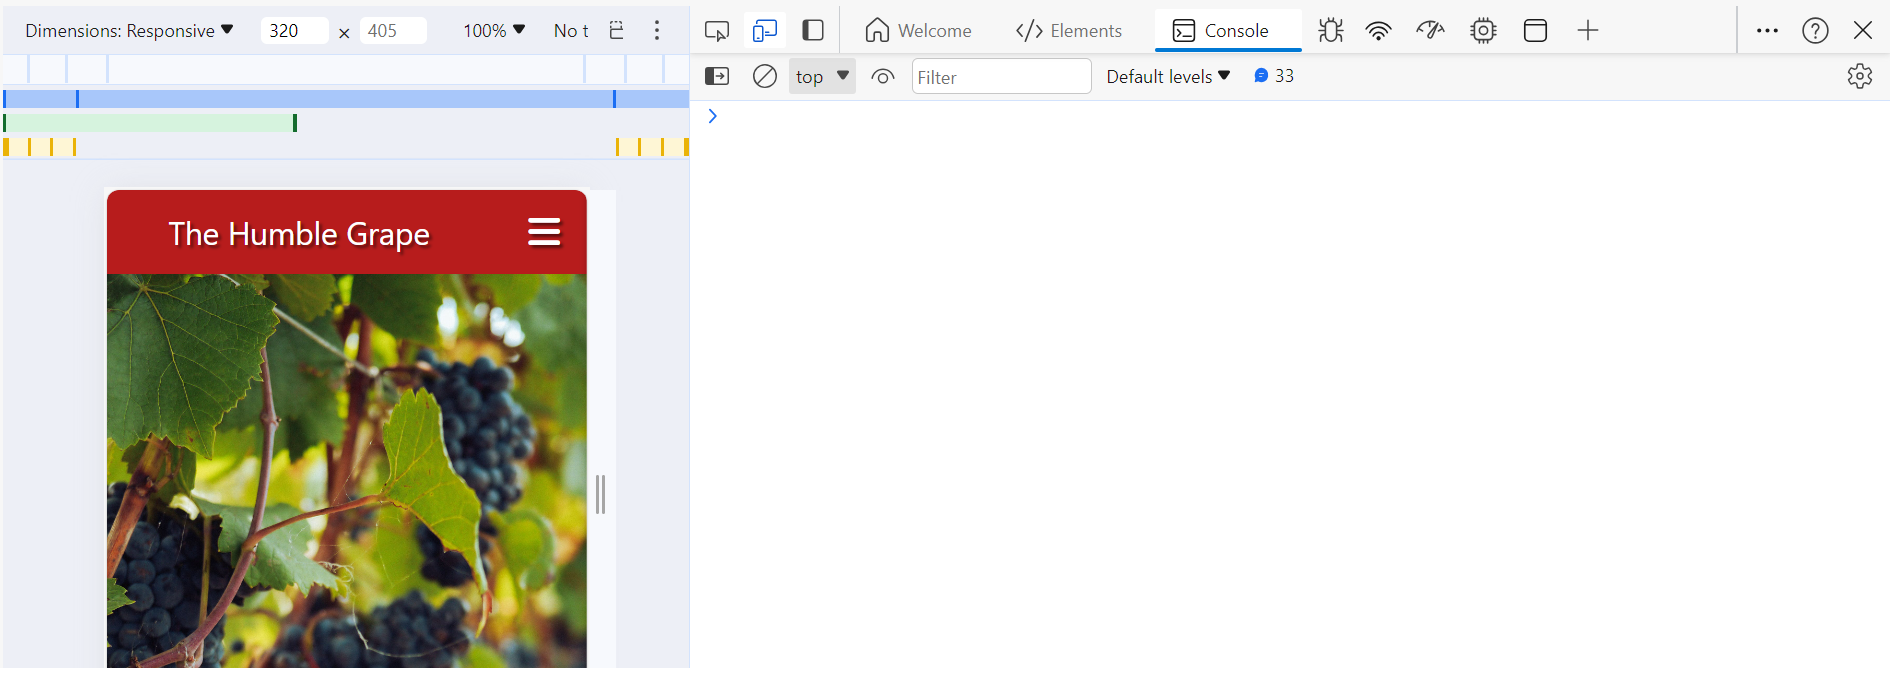 Dimensions: Responsive 320 × 405 100% No t
Welcome Elements Console
top Filter Default levels 33
The Humble Grape